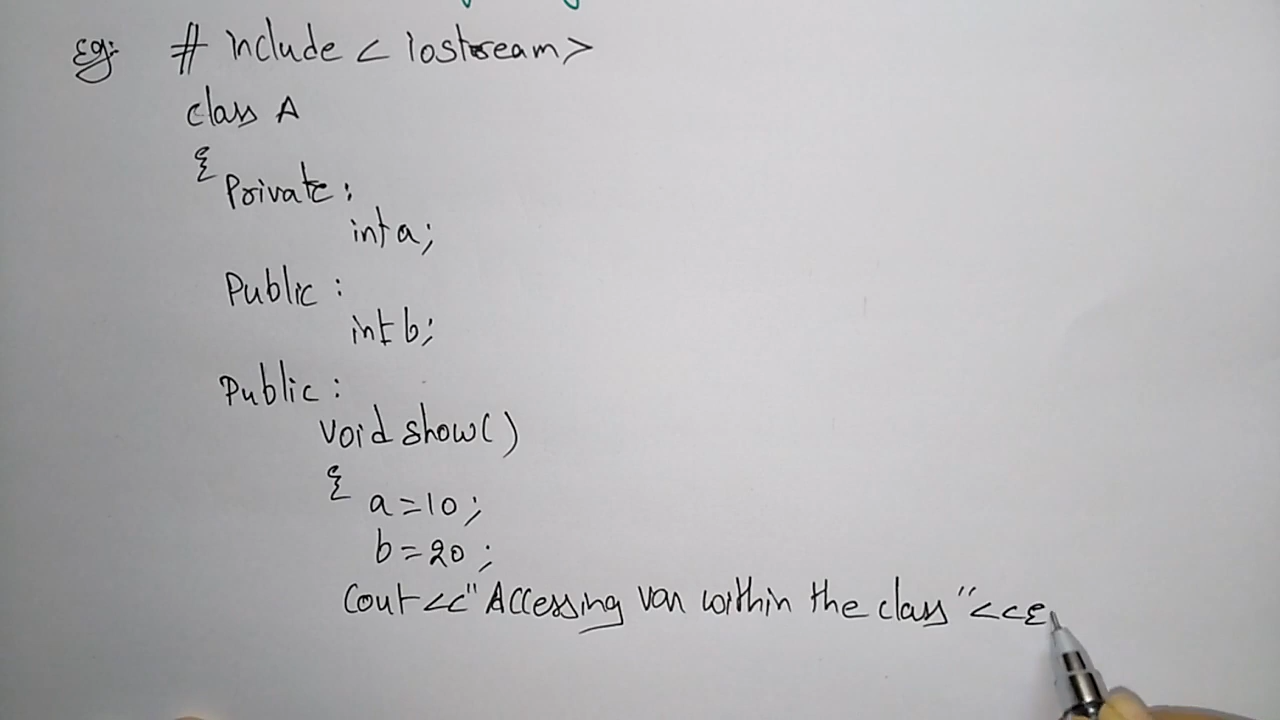 Eg: # include < iostream>
class A
{
Private:
int a;
Public:
int b;
Public:
void show()
{ a=10;
b=20;
Cout<<"Accessing var within the class"<<E